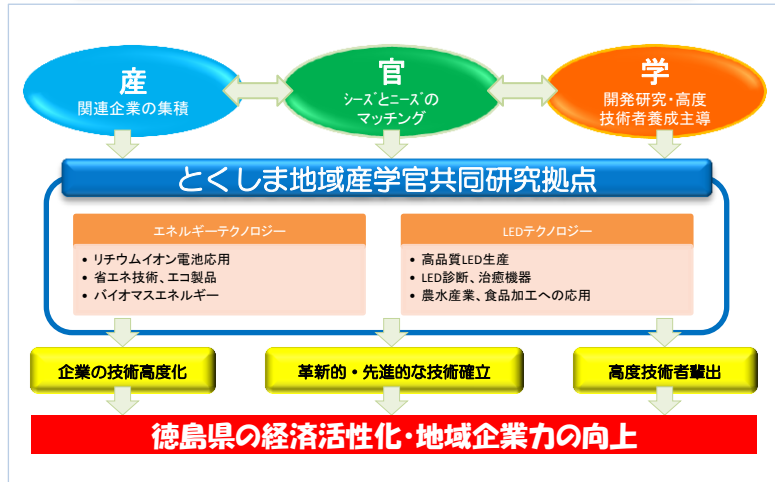 産
関連企業の集積
官
シーズとニーズの
マッチング
学
開発研究・高度
技術者養成主導
とくしま地域産学官共同研究拠点
エネルギーテクノロジー
• リチウムイオン電池応用
• 省エネ技術、エコ製品
• バイオマスエネルギー
LEDテクノロジー
• 高品質LED生産
• LED診断、治癒機器
• 農水産業、食品加工への応用
企業の技術高度化
革新的・先進的な技術確立
高度技術者輩出
徳島県の経済活性化・地域企業力の向上